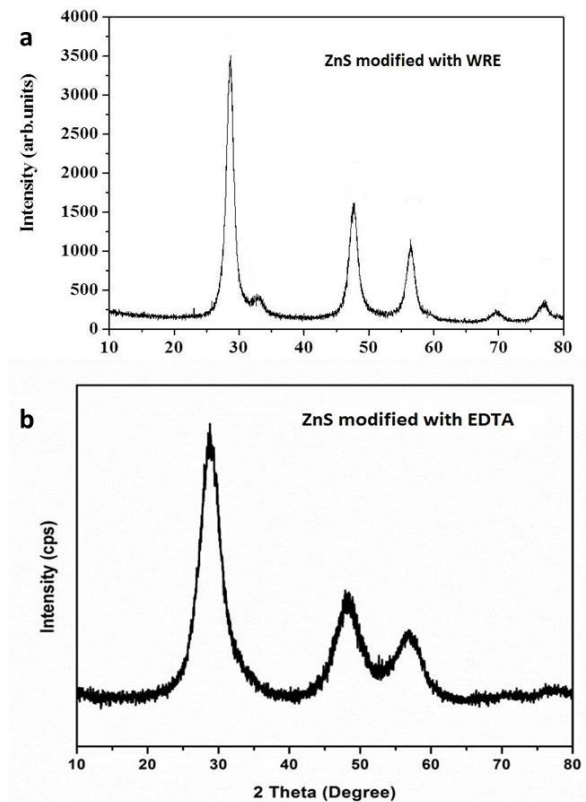 a
ZnS modified with WRE
Intensity (arb.units)
4000
3500
3000
2500
2000
1500
1000
500
0
10 20 30 40 50 60 70 80
b
ZnS modified with EDTA
Intensity (cps)
10 20 30 40 50 60 70 80
2 Theta (Degree)